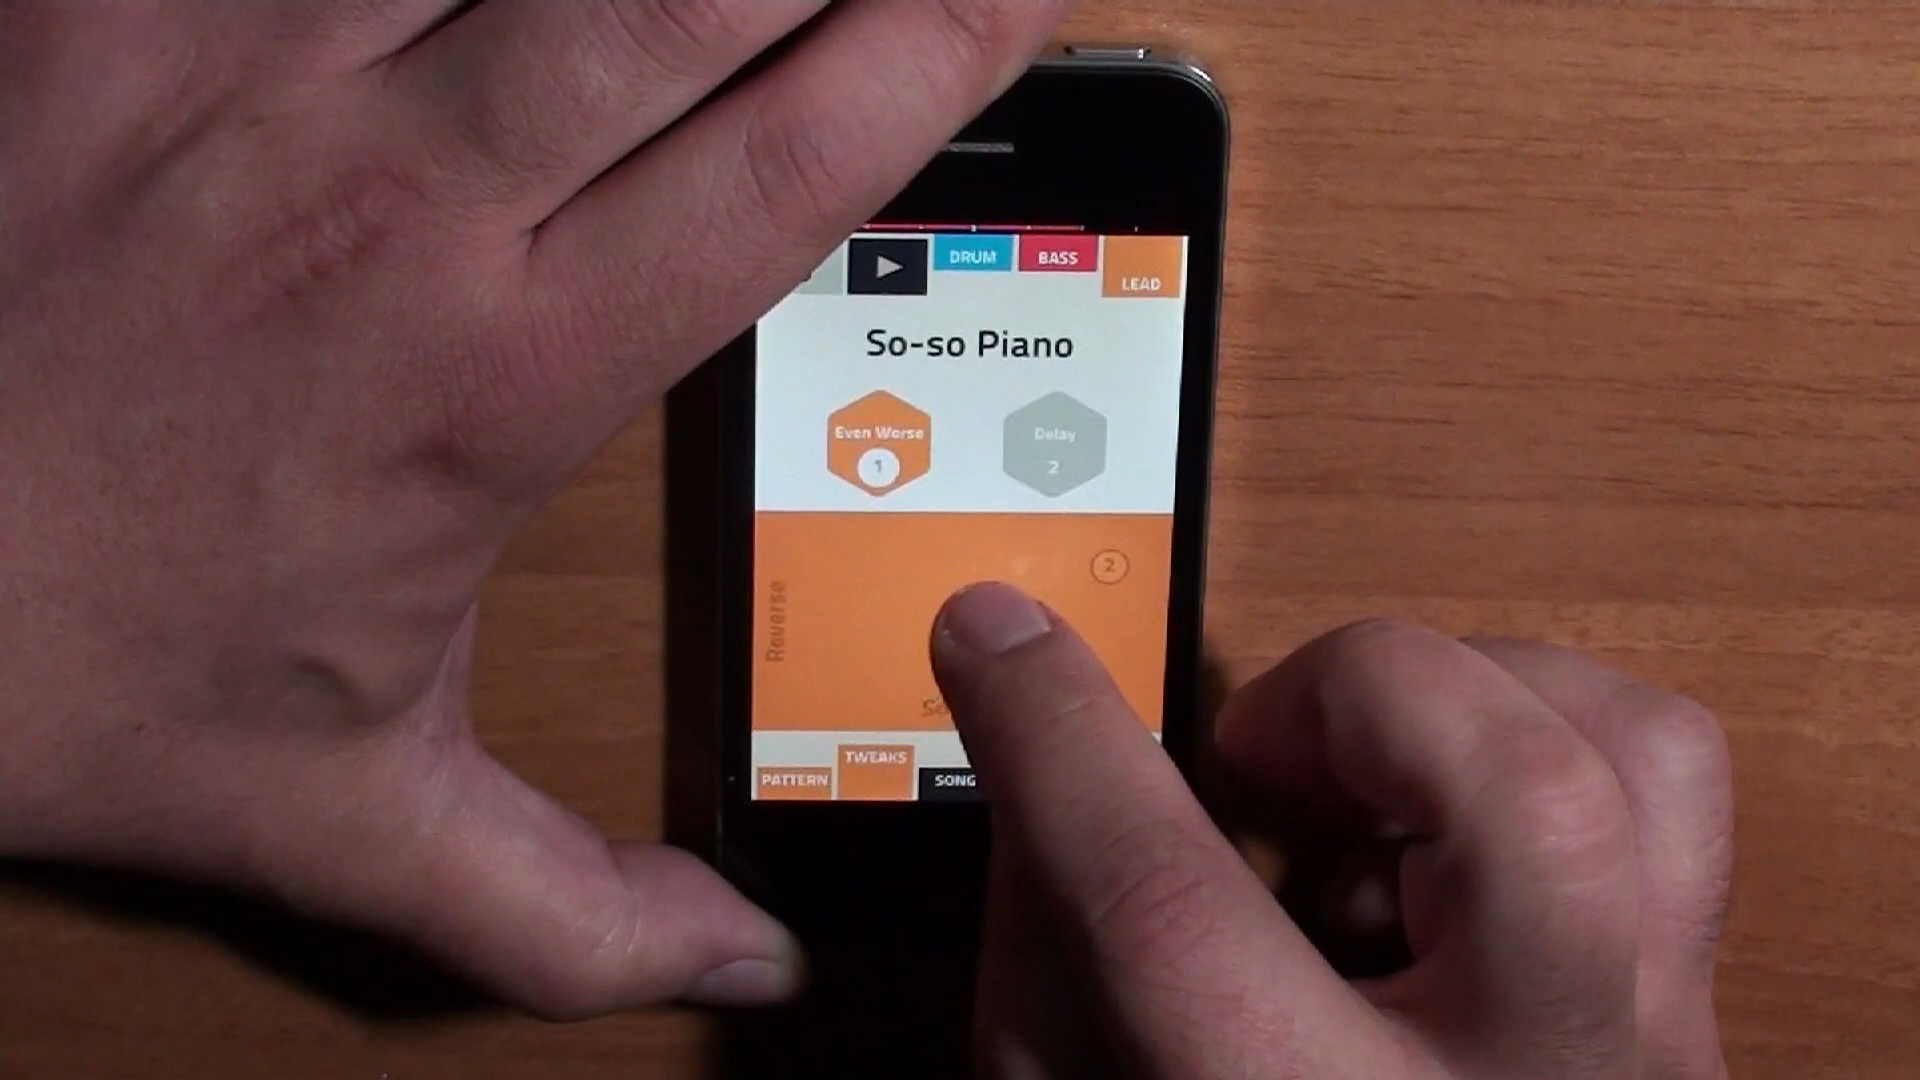 DRUM
BASS
LEAD
So-so Piano
Even Worse
Delay
1
2
2
Reverse
TWEAKS
PATTERN
SONG